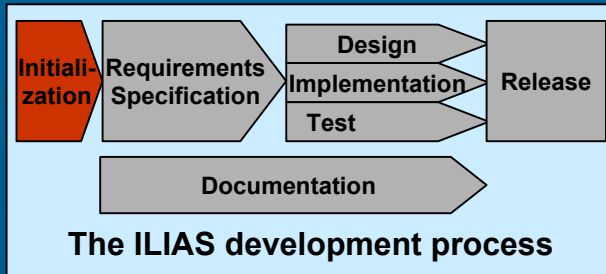 Initiali-
zation
Requirements
Specification
Design
Implementation
Test
Release
Documentation
The ILIAS development process